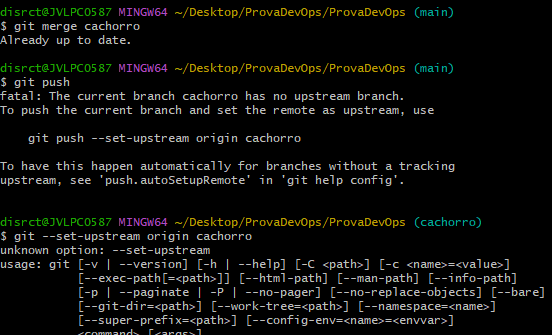 disrct@JVLPC0587 MINGW64 ~/Desktop/ProvaDevOps/ProvaDevOps (main)
$ git merge cachorro
Already up to date.
disrct@JVLPC0587 MINGW64 ~/Desktop/ProvaDevOps/ProvaDevOps (main)
$ git push
fatal: The current branch cachorro has no upstream branch.
To push the current branch and set the remote as upstream, use
git push --set-upstream origin cachorro
To have this happen automatically for branches without a tracking
upstream, see 'push.autoSetupRemote' in 'git help config'.
disrct@JVLPC0587 MINGW64 ~/Desktop/ProvaDevOps/ProvaDevOps (cachorro)
$ git --set-upstream origin cachorro
unknown option: --set-upstream
usage: git [-v | --version] [-h | --help] [-C <path>] [-c <name>=<value>]
[--exec-path[=<path>]] [--html-path] [--man-path] [--info-path]
[-p | --paginate | -P | --no-pager] [--no-replace-objects] [--bare]
[--git-dir=<path>] [--work-tree=<path>] [--namespace=<name>]
[--super-prefix=<path>] [--config-env=<name>=<envvar>]
<command> [<args>]